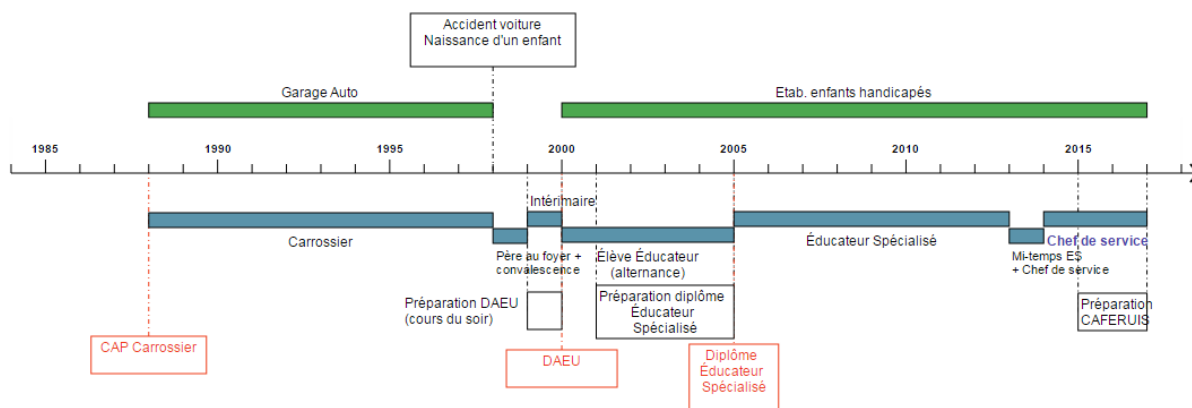 Accident voiture
Naissance d'un enfant
Garage Auto
Etab. enfants handicapés
1985
1990
1995
2000
2005
2010
2015
Intérimaire
Carrossier
Père au foyer +
convalescence
Élève Éducateur
(alternance)
Éducateur Spécialisé
Chef de service
Mi-temps ES
+ Chef de service
Préparation DAEU
(cours du soir)
Préparation diplôme
Éducateur
Spécialisé
Préparation
CAFERUIS
CAP Carrossier
DAEU
Diplôme
Éducateur
Spécialisé